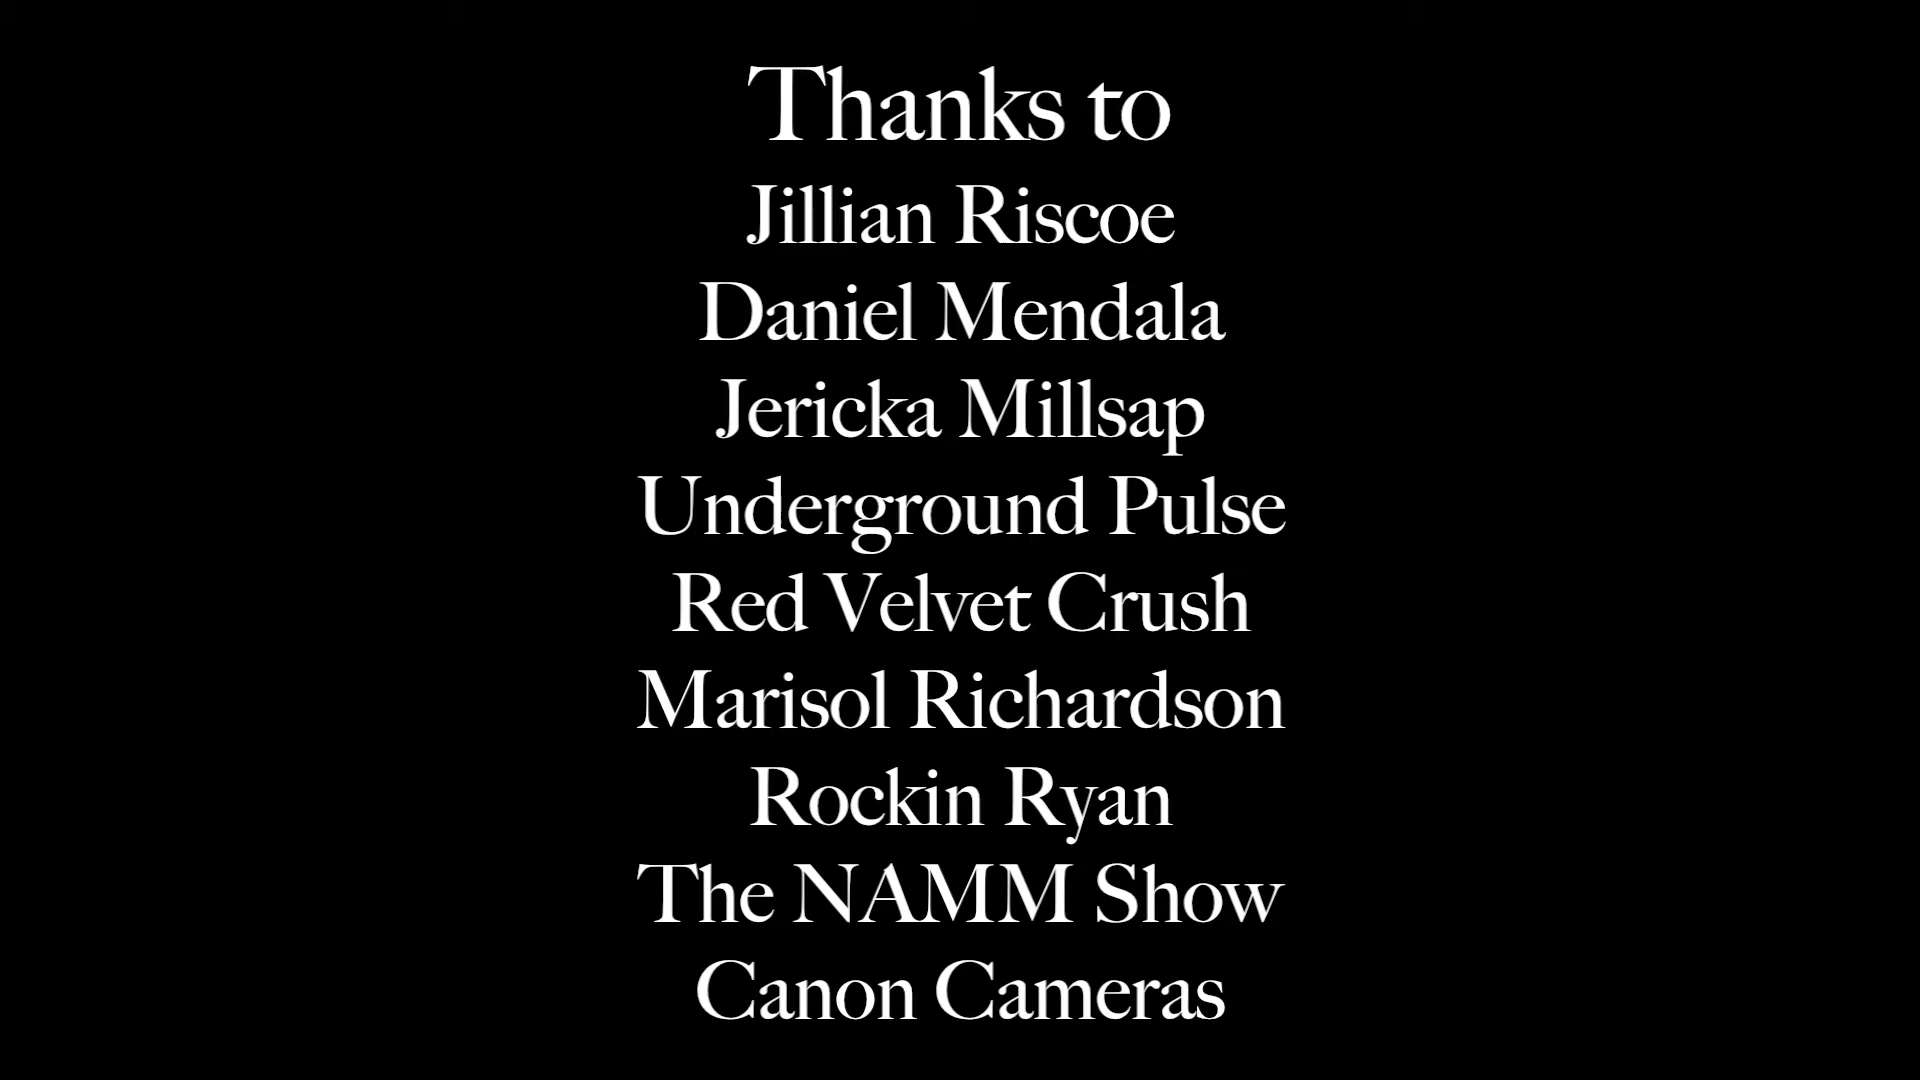 Thanks to
Jillian Riscoe
Daniel Mendala
Jericka Millsap
Underground Pulse
Red Velvet Crush
Marisol Richardson
Rockin Ryan
The NAMM Show
Canon Cameras